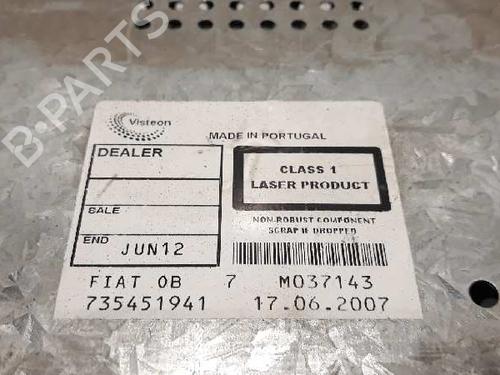 B-PARTS
Visteon
MADE IN PORTUGAL
DEALER
CLASS 1
LASER PRODUCT
SALE
NON-ROBUST COMPONENT
SCRAP IF DROPPED
END JUN12
FIAT OB 7 M037143
735451941 17.06.2007